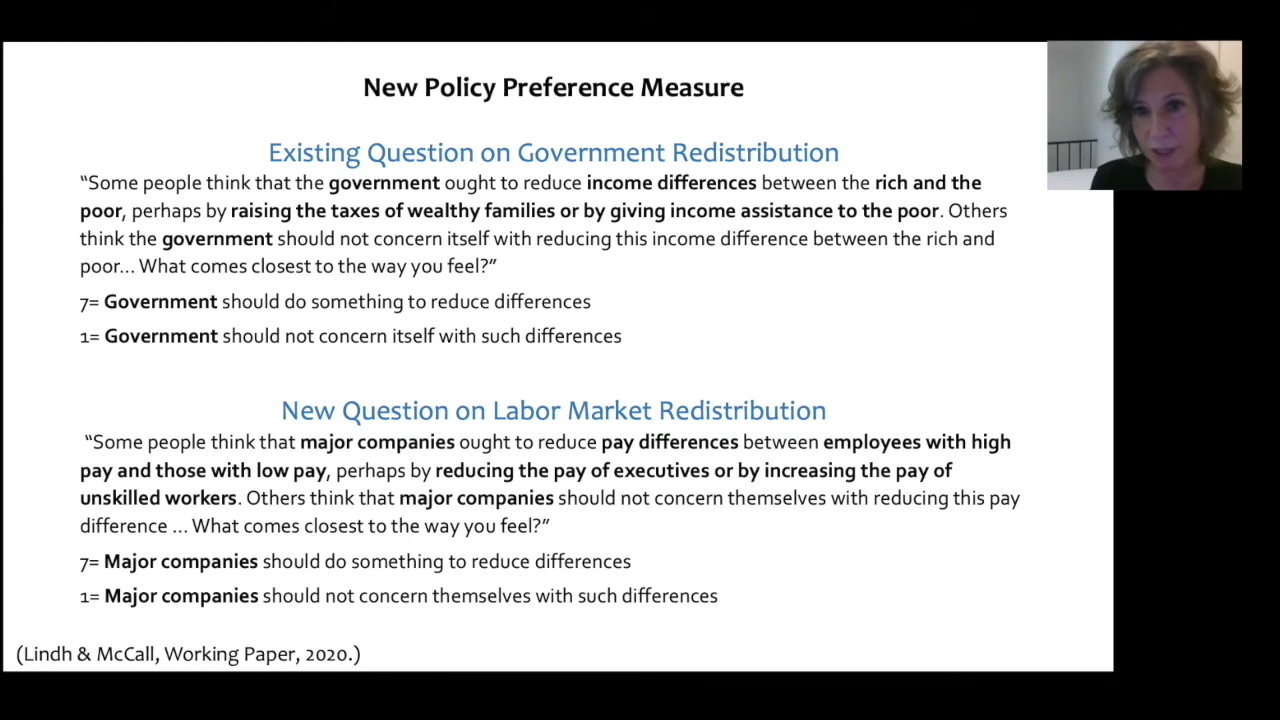 New Policy Preference Measure
Existing Question on Government Redistribution
“Some people think that the government ought to reduce income differences between the rich and the
poor, perhaps by raising the taxes of wealthy families or by giving income assistance to the poor. Others
think the government should not concern itself with reducing this income difference between the rich and
poor... What comes closest to the way you feel?”
7= Government should do something to reduce differences
1= Government should not concern itself with such differences
New Question on Labor Market Redistribution
“Some people think that major companies ought to reduce pay differences between employees with high
pay and those with low pay, perhaps by reducing the pay of executives or by increasing the pay of
unskilled workers. Others think that major companies should not concern themselves with reducing this pay
difference ... What comes closest to the way you feel?”
7= Major companies should do something to reduce differences
1= Major companies should not concern themselves with such differences
(Lindh & McCall, Working Paper, 2020.)